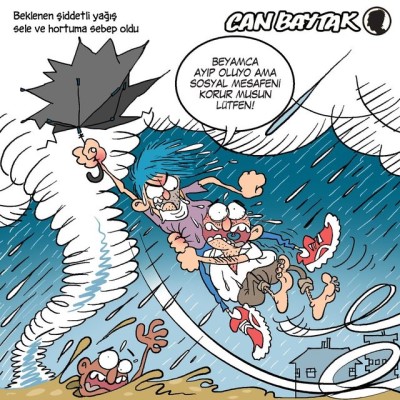 Beklenen şiddetli yağış
sele ve hortuma sebep oldu
CAN BAYTAK
BEYAMCA
AYIP OLUYO AMA
SOSYAL MESAFENİ
KORUR MUSUN
LÜTFEN!